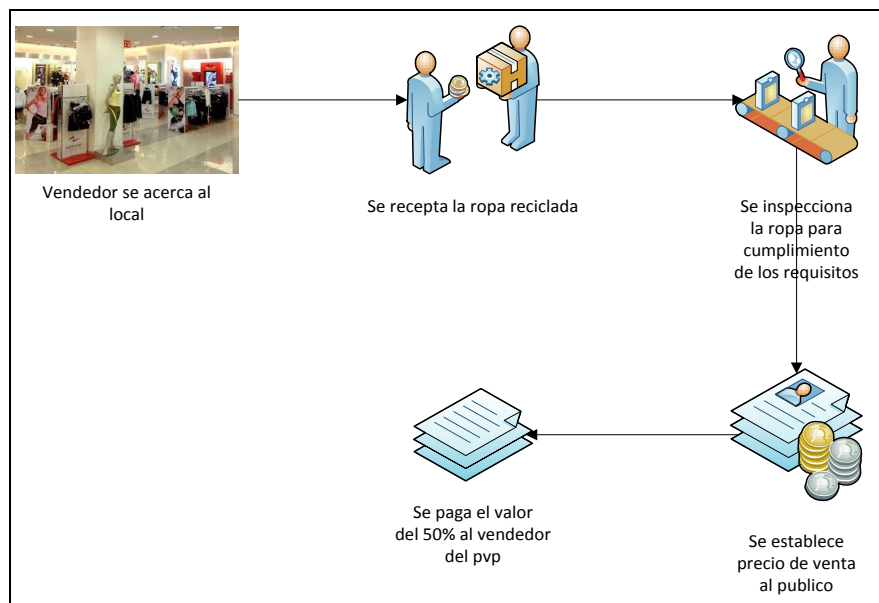 Vendedor se acerca al
local
Se recepta la ropa reciclada
Se inspecciona
la ropa para
cumplimiento
de los requisitos
Se paga el valor
del 50% al vendedor
del pvp
Se establece
precio de venta
al publico